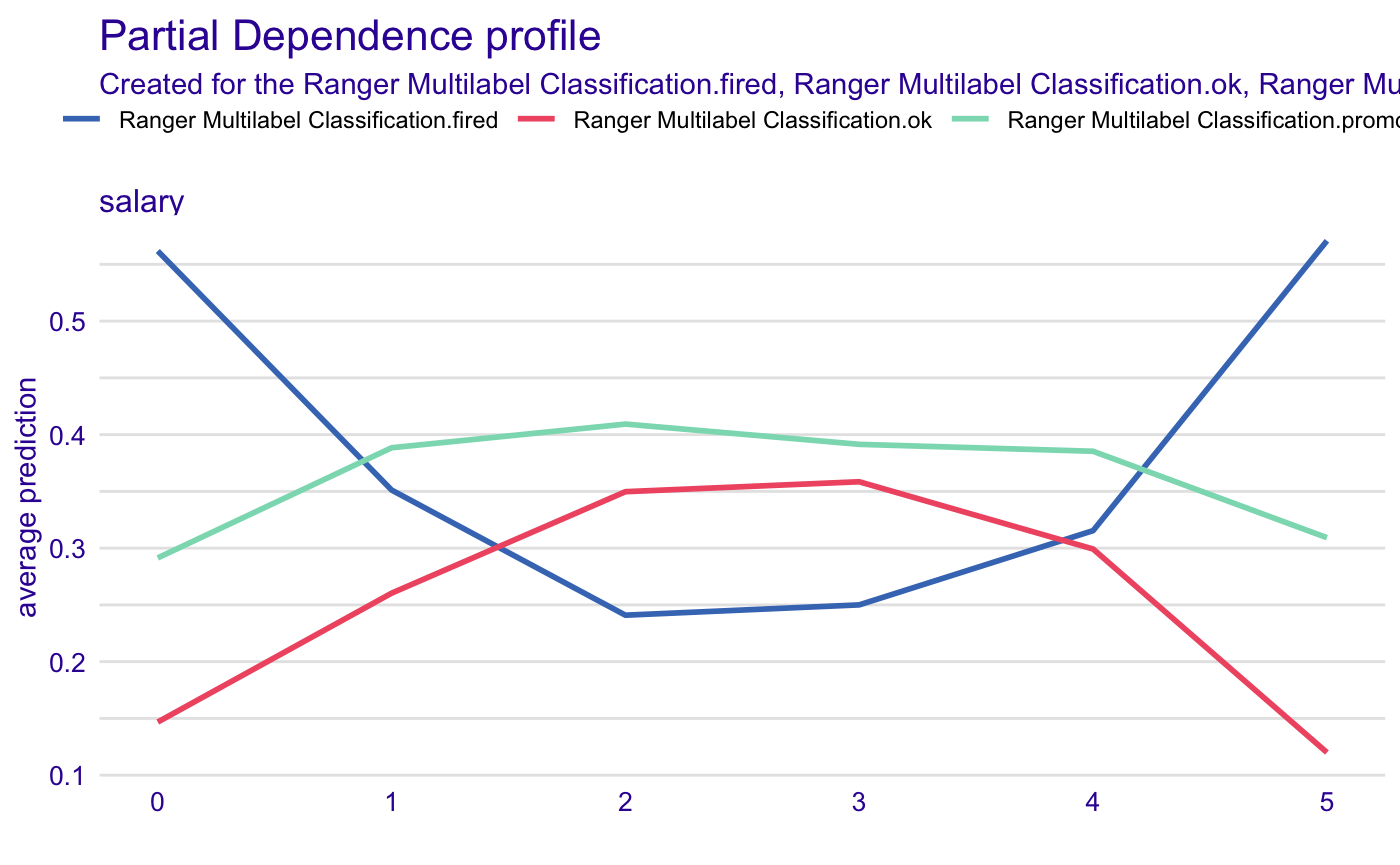 Partial Dependence profile
Created for the Ranger Multilabel Classification.fired, Ranger Multilabel Classification.ok, Ranger Mu
Ranger Multilabel Classification.fired Ranger Multilabel Classification.ok Ranger Multilabel Classification.promo
salary
average prediction
0.5
0.4
0.3
0.2
0.1
0 1 2 3 4 5